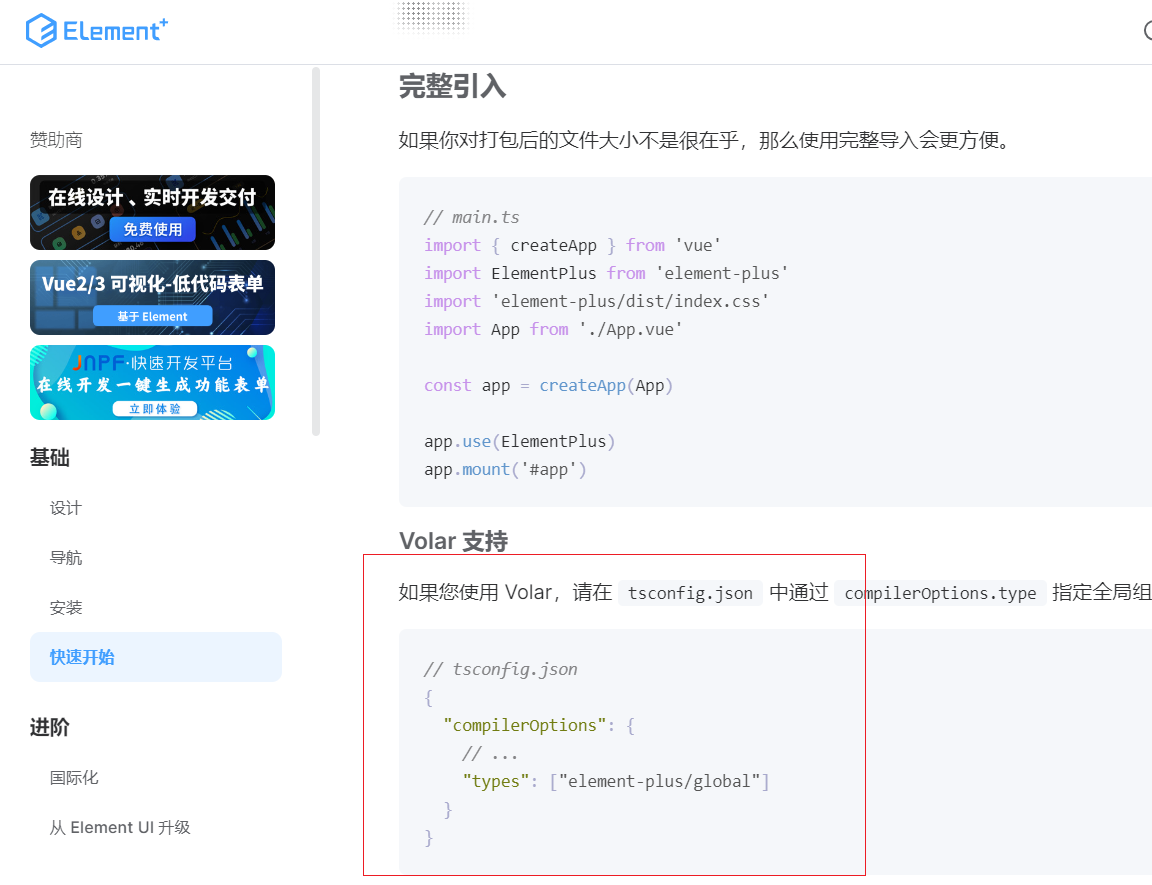 Element+
赞助商
在线设计、实时开发交付
免费使用
Vue2/3 可视化-低代码表单
基于 Element
JNPF·快速开发平台
在线开发一键生成功能表单
立即体验
基础
设计
导航
安装
快速开始
进阶
国际化
从 Element UI 升级
完整引入
如果你对打包后的文件大小不是很在乎，那么使用完整导入会更方便。
// main.ts
import { createApp } from 'vue'
import ElementPlus from 'element-plus'
import 'element-plus/dist/index.css'
import App from './App.vue'
const app = createApp(App)
app.use(ElementPlus)
app.mount('#app')
Volar 支持
如果您使用 Volar，请在 tsconfig.json 中通过 compilerOptions.type 指定全局组
// tsconfig.json
{
"compilerOptions": {
// ...
"types": ["element-plus/global"]
}
}